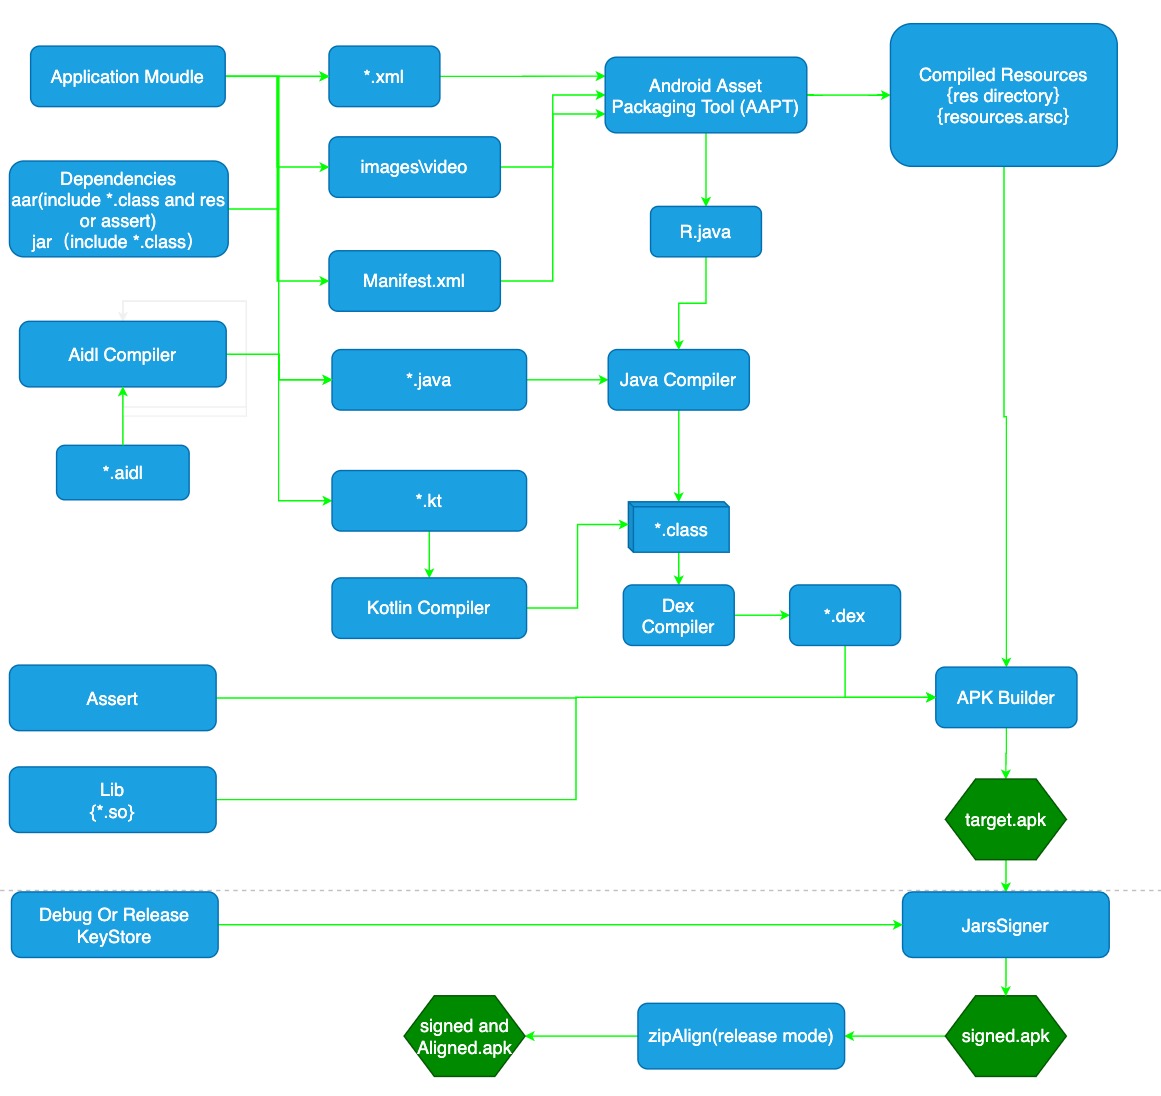 Application Moudle
*.xml
Android Asset
Packaging Tool (AAPT)
Compiled Resources
{res directory}
{resources.arsc}
images\video
Dependencies
aar(include *.class and res
or assert)
jar（include *.class）
R.java
Manifest.xml
Aidl Compiler
*.java
Java Compiler
*.aidl
*.kt
*.class
Kotlin Compiler
Dex
Compiler
*.dex
Assert
APK Builder
Lib
{*.so}
target.apk
Debug Or Release
KeyStore
JarsSigner
signed and
Aligned.apk
zipAlign(release mode)
signed.apk